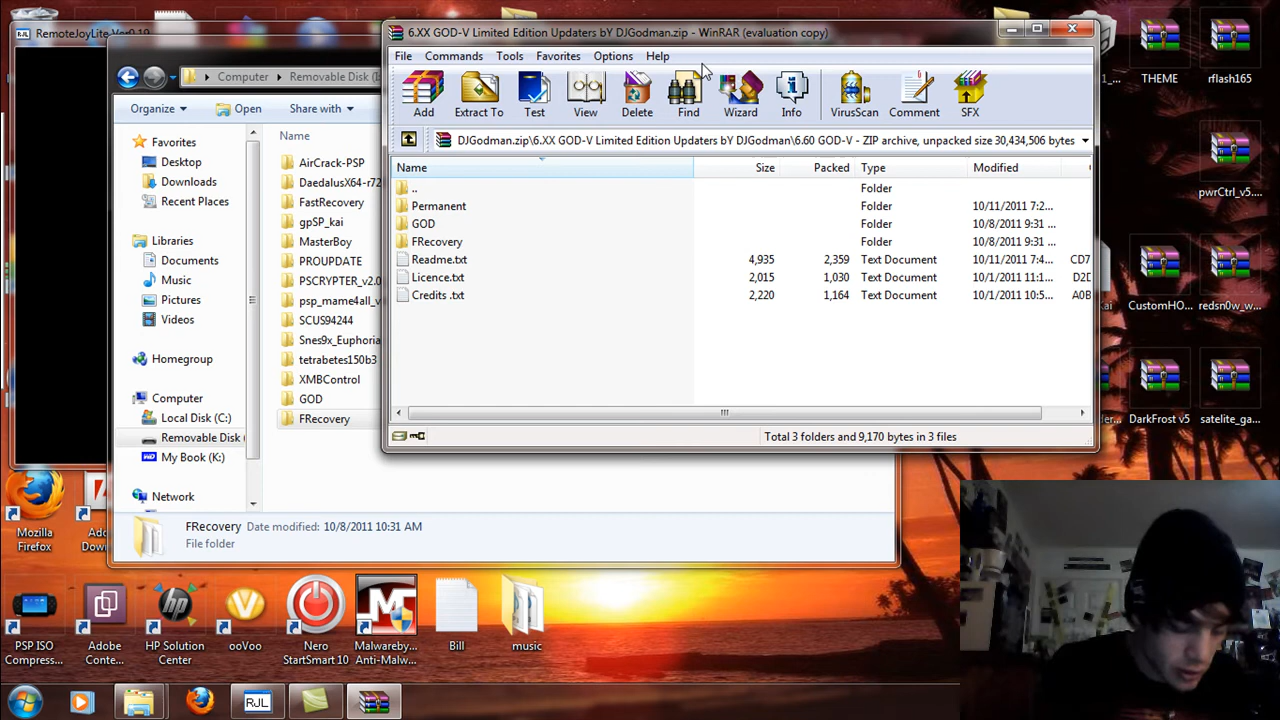 RemoteJoyLite Ver0.19
6.XX GOD-V Limited Edition Updaters bY DJGodman.zip - WinRAR (evaluation copy)
File Commands Tools Favorites Options Help
Add Extract To Test View Delete Find Wizard Info VirusScan Comment SFX
DJGodman.zip\6.XX GOD-V Limited Edition Updaters bY DJGodman\6.60 GOD-V - ZIP archive, unpacked size 30,434,506 bytes
Name Size Packed Type Modified
.. Folder
Permanent Folder 10/11/2011 7:2...
GOD Folder 10/8/2011 9:31 ...
FRecovery Folder 10/8/2011 9:31 ...
Readme.txt 4,935 2,359 Text Document 10/11/2011 7:4... CD7
Licence.txt 2,015 1,030 Text Document 10/1/2011 11:1... D2D
Credits .txt 2,220 1,164 Text Document 10/1/2011 10:5... A0B
Total 3 folders and 9,170 bytes in 3 files
Computer Removable Disk
Organize Open Share with
Favorites
Desktop
Downloads
Recent Places
Libraries
Documents
Music
Pictures
Videos
Homegroup
Computer
Local Disk (C:)
Removable Disk
My Book (K:)
Network
Name
AirCrack-PSP
DaedalusX64-r72
FastRecovery
gpSP_kai
MasterBoy
PROUPDATE
PSCRYPTER_v2.0
psp_mame4all_v
SCUS94244
Snes9x_Euphoria
tetrabetes150b3
XMBControl
GOD
FRecovery
FRecovery Date modified: 10/8/2011 10:31 AM
File folder
THEME
rflash165
pwrCtrl_v5....
CustomHO...
redsn0w_w...
DarkFrost v5
satelite_ga...
Mozilla
Firefox
PSP ISO
Compress...
Adobe
Conte...
HP Solution
Center
ooVoo
Nero
StartSmart 10
Malwareby...
Anti-Malw...
Bill
music
RJL